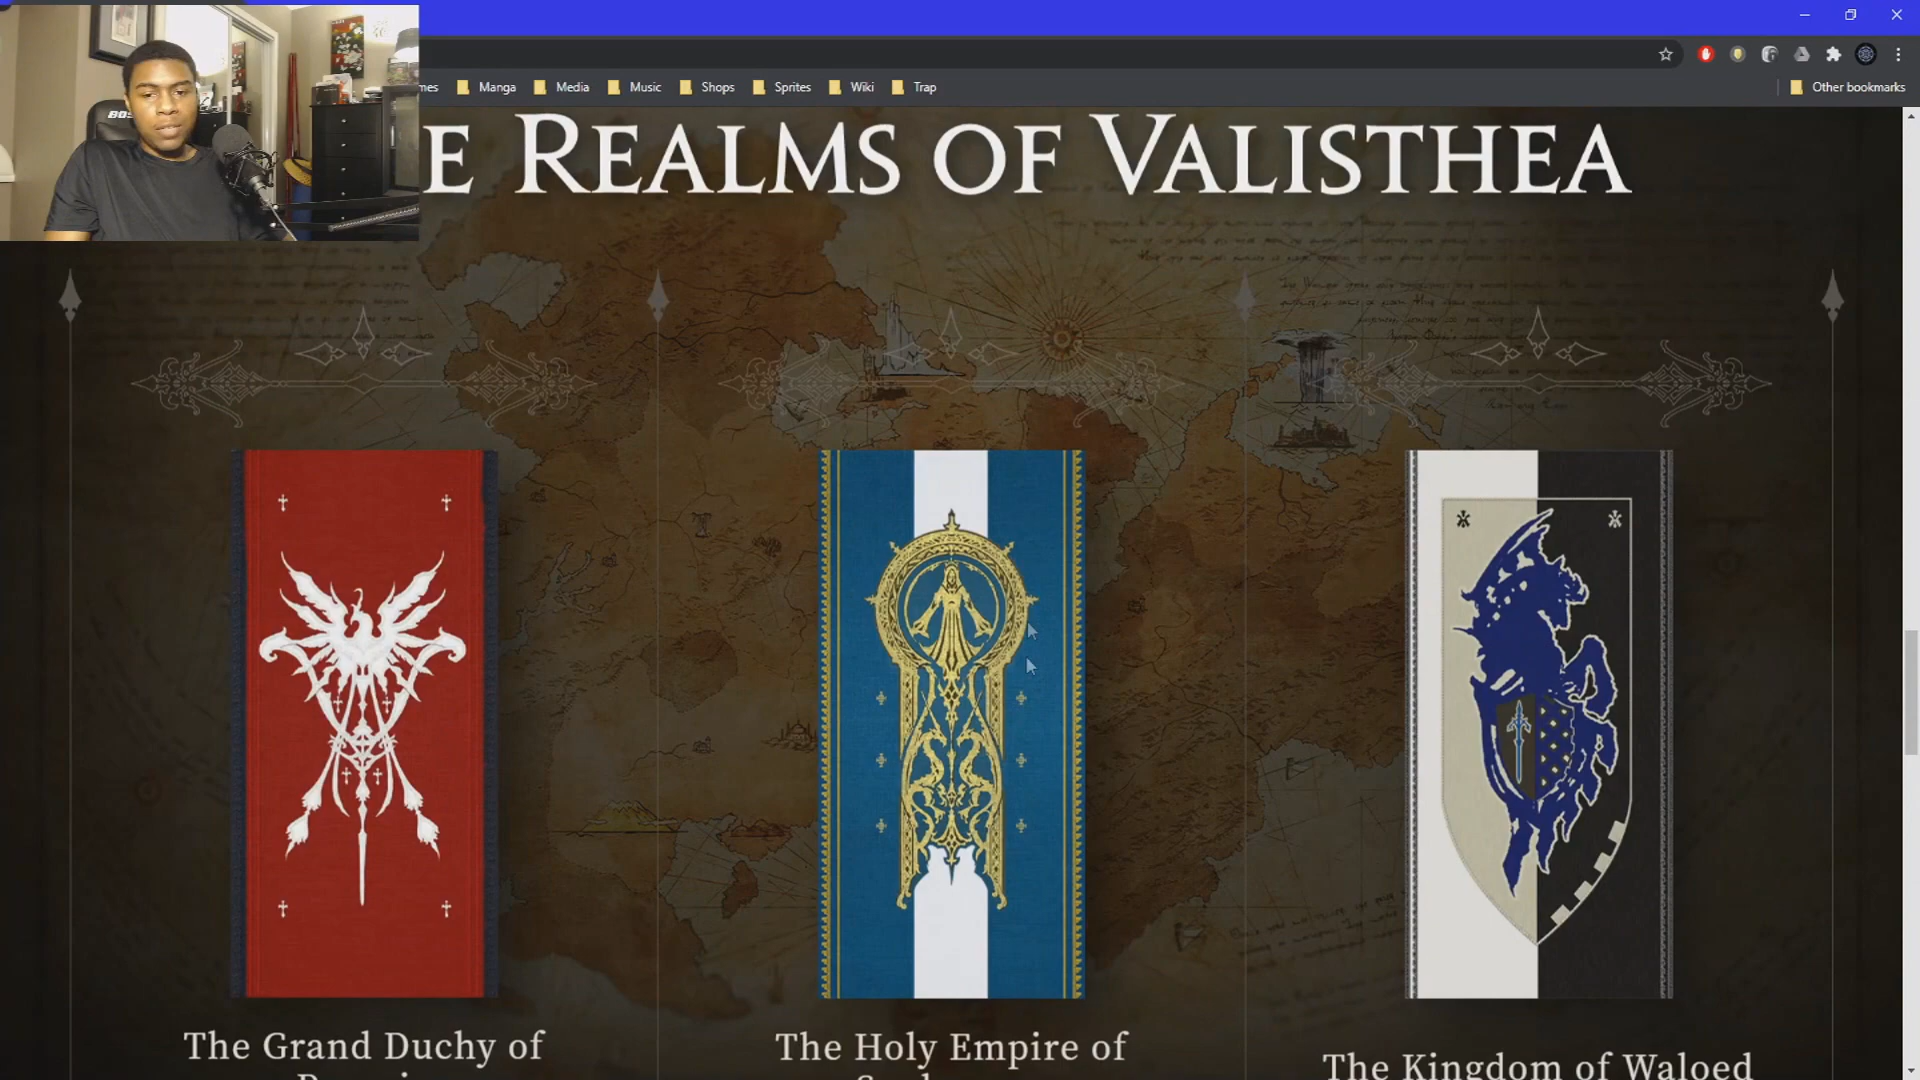 mes Manga Media Music Shops Sprites Wiki Trap Other bookmarks
BOS
E REALMS OF VALISTHEA
The Grand Duchy of
The Holy Empire of
The Kingdom of Waloed